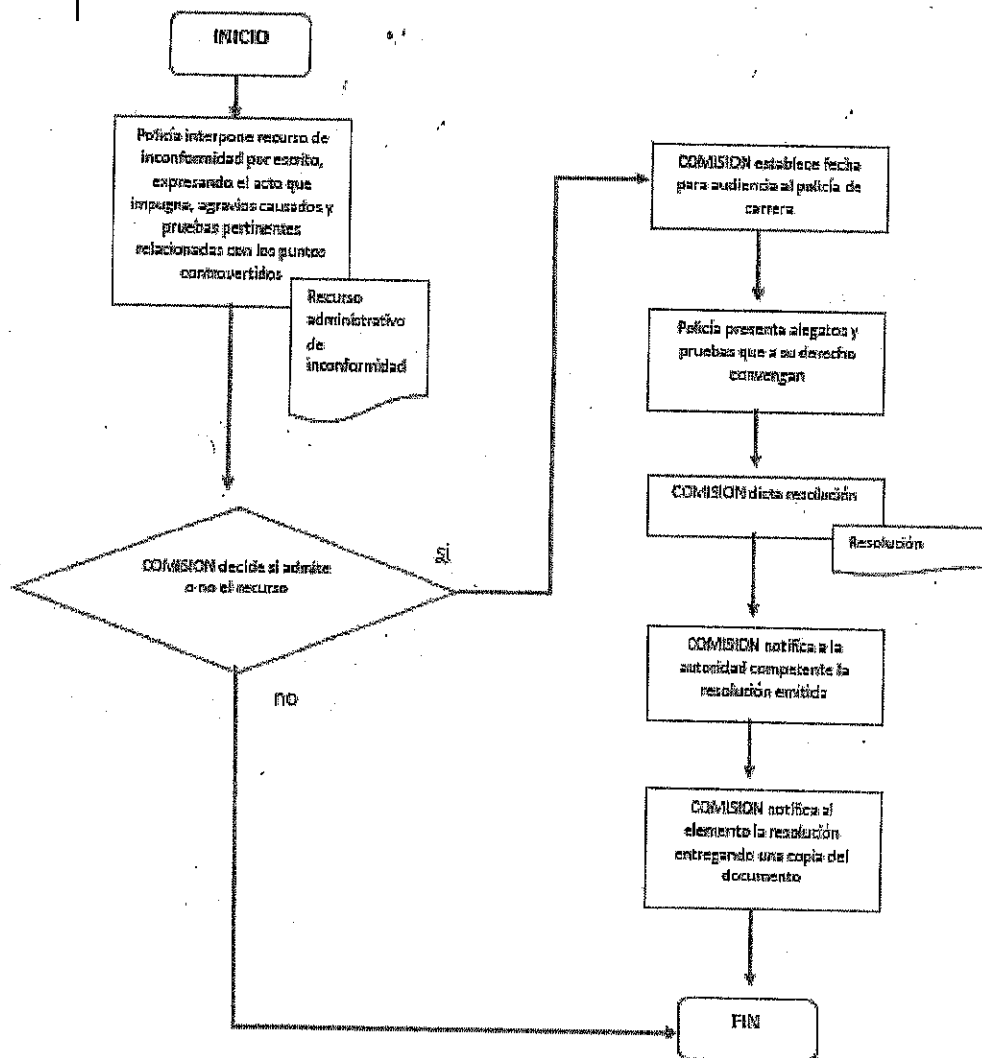 INICIO
Policía interpone recurso de
inconformidad por escrito,
expresando el acto que
impugna, agravios causados y
pruebas pertinentes
relacionadas con los puntos
controvertidos
Recurso
administrativo
de
inconformidad
COMISION decide si admite
o no el recurso
si
no
COMISION establece fecha
para audiencia al policía de
carrera
Policía presenta alegatos y
pruebas que a su derecho
convengan
COMISION dicta resolución
Resolución
COMISION notifica a la
autoridad competente la
resolución emitida
COMISION notifica al
elemento la resolución
entregando una copia del
documento
FIN